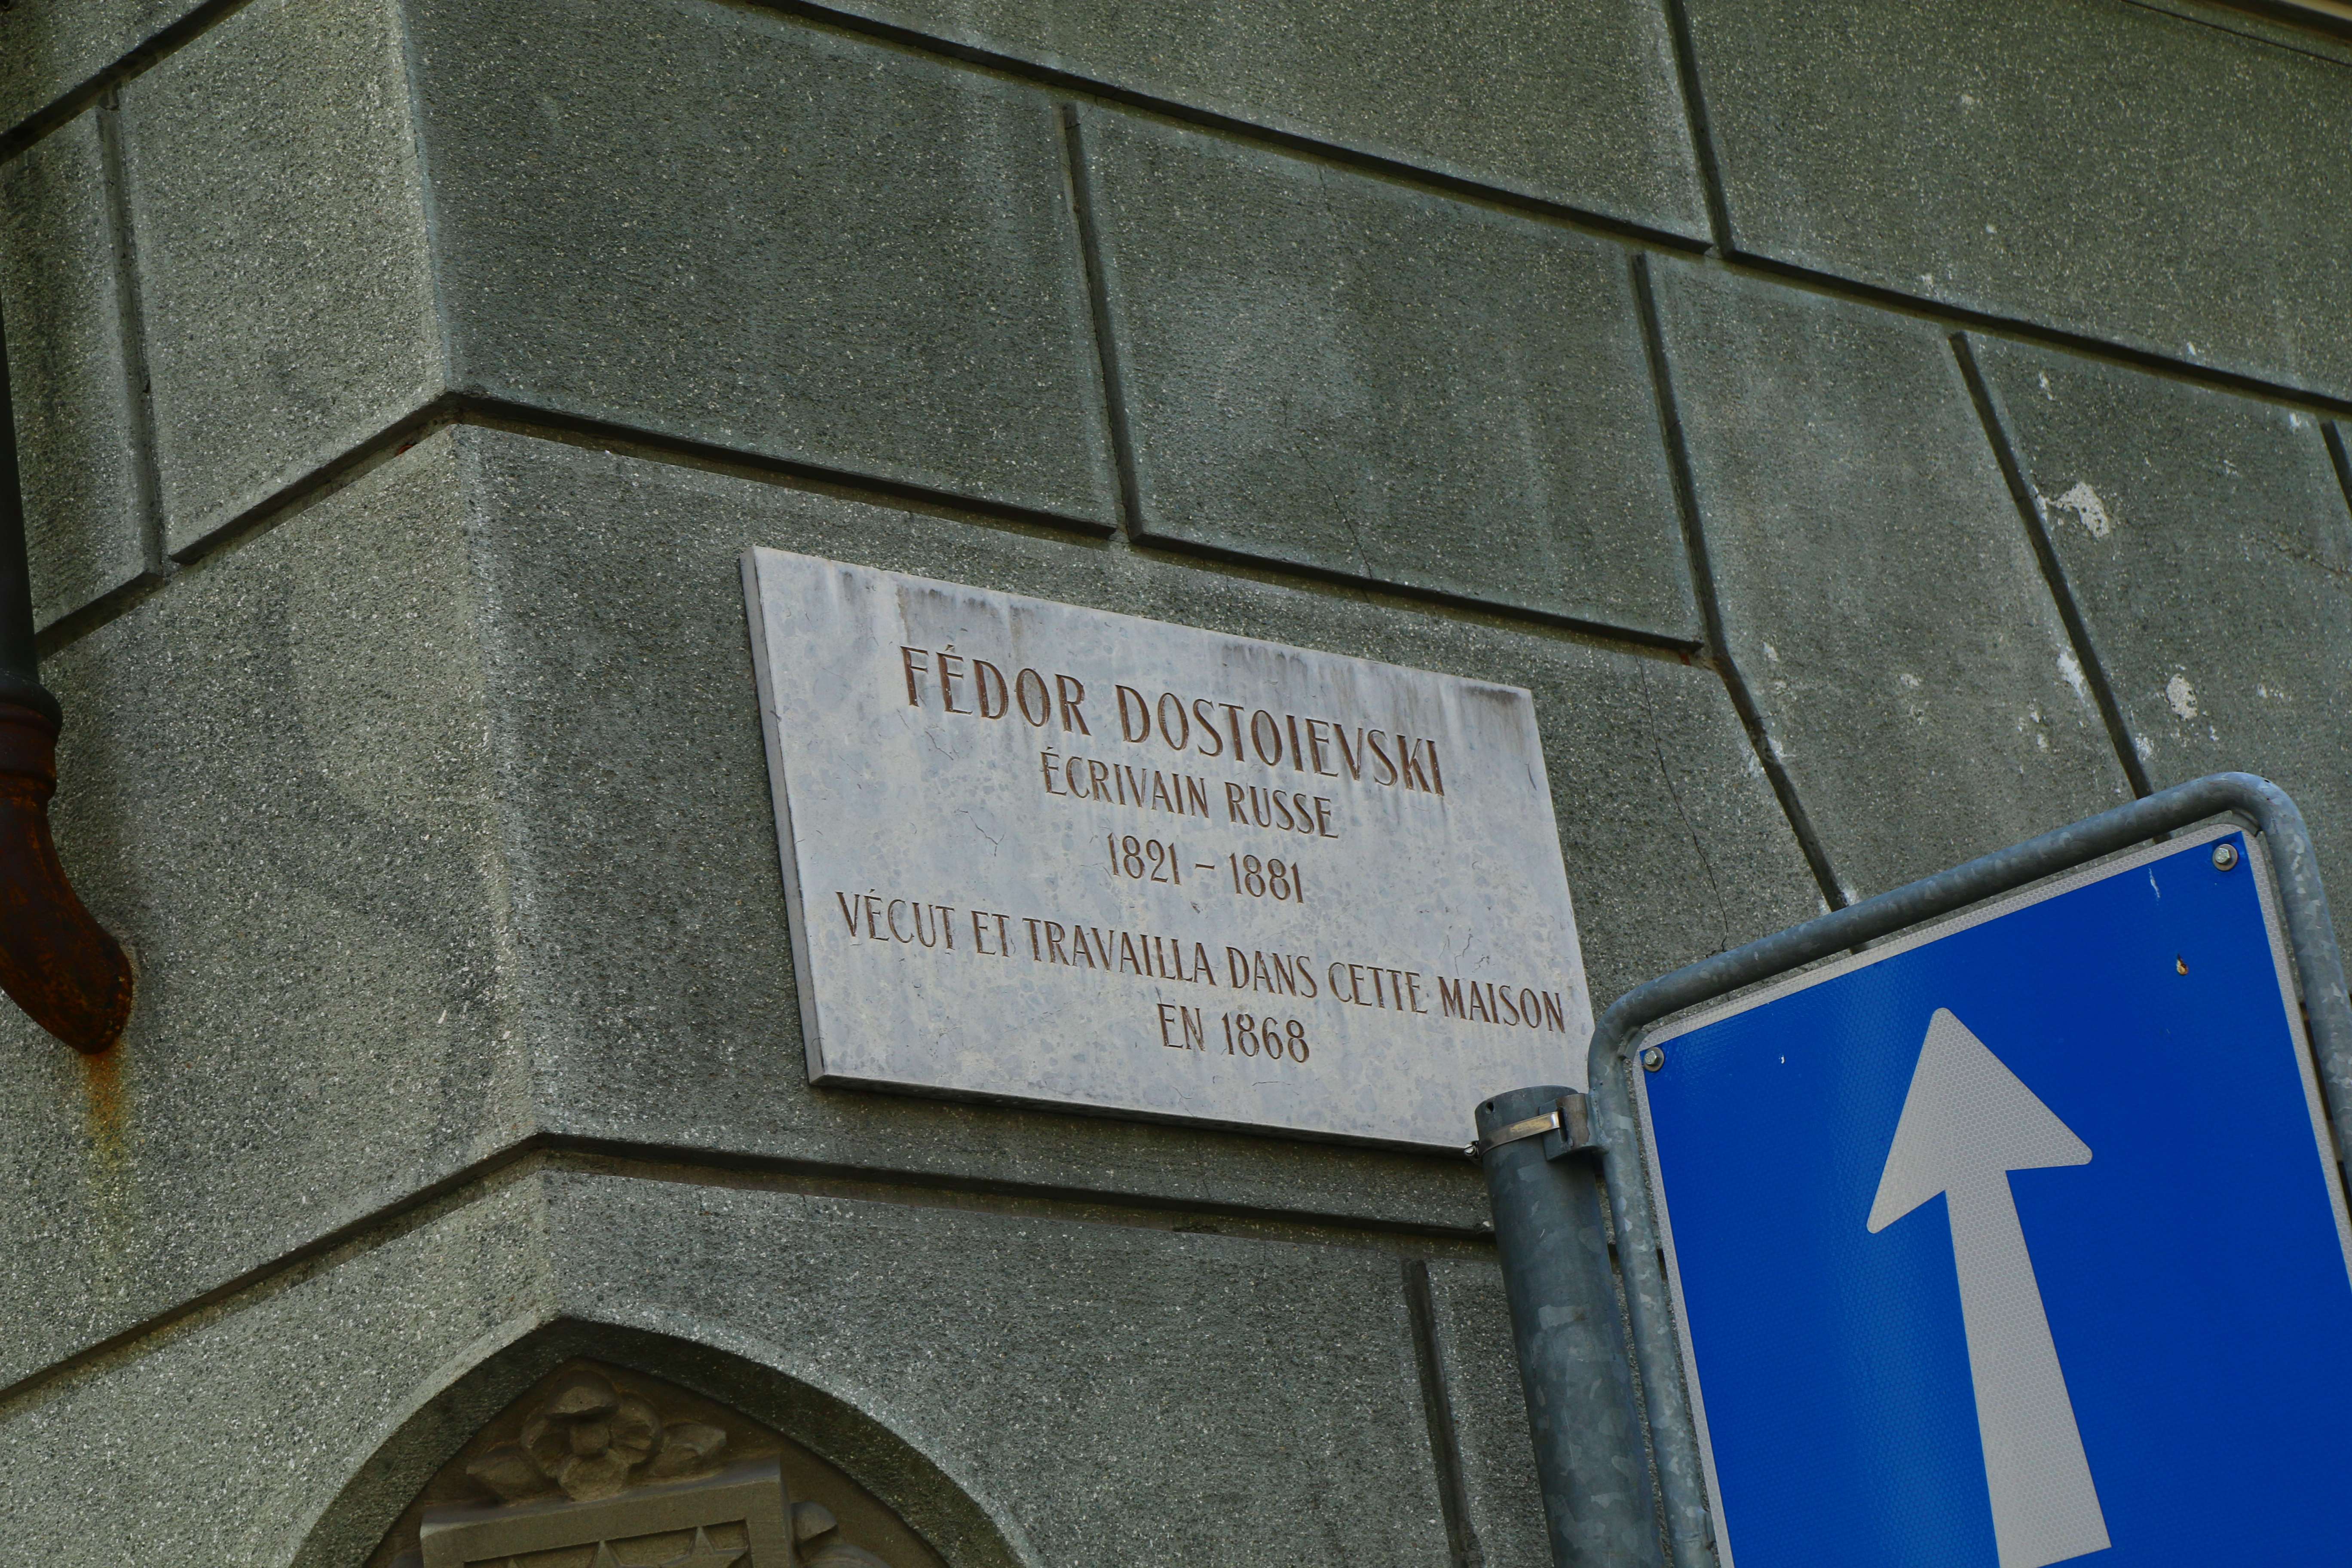 FÉDOR DOSTOIEVSKI
ÉCRIVAIN RUSSE
1821 – 1881
VÉCUT ET TRAVAILLA DANS CETTE MAISON
EN 1868